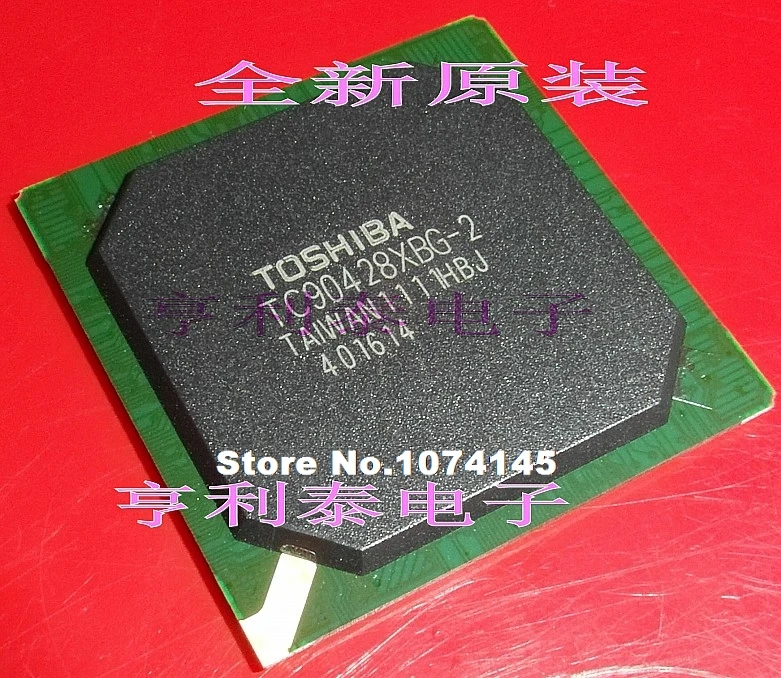 全新原装
TOSHIBA
TC90428XBG-2
TAIWAN1111HBJ
401614
亨利泰电子
Store No.1074145
亨利泰电子